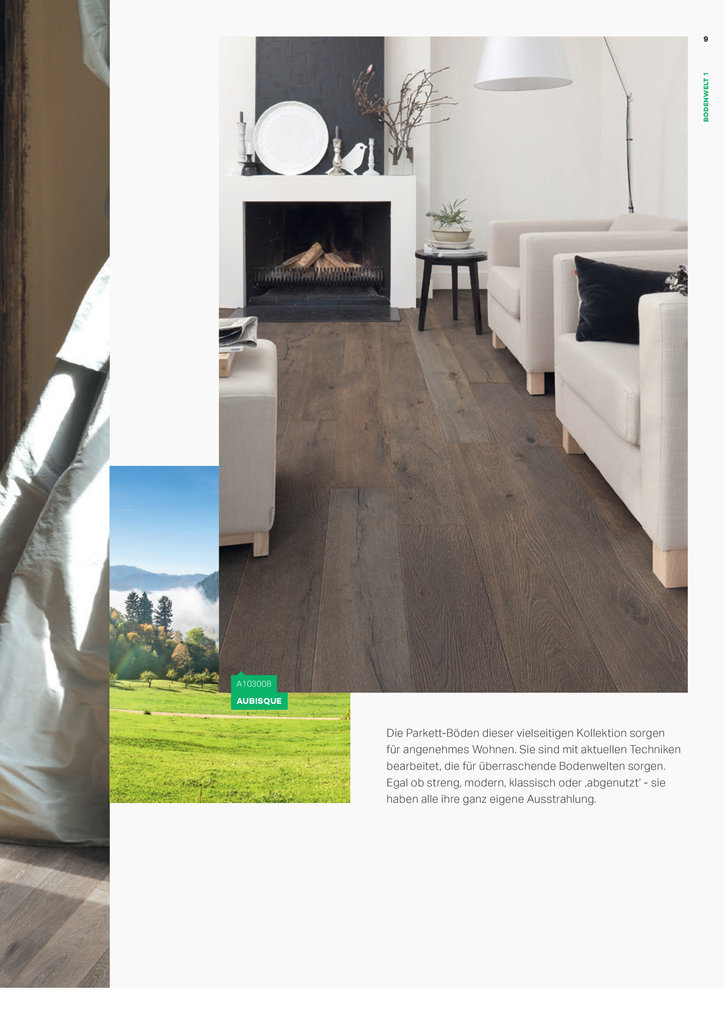 9
BODENWELT 1
A103008
AUBISQUE
Die Parkett-Böden dieser vielseitigen Kollektion sorgen
für angenehmes Wohnen. Sie sind mit aktuellen Techniken
bearbeitet, die für überraschende Bodenwelten sorgen.
Egal ob streng, modern, klassisch oder ‚abgenutzt‘ - sie
haben alle ihre ganz eigene Ausstrahlung.